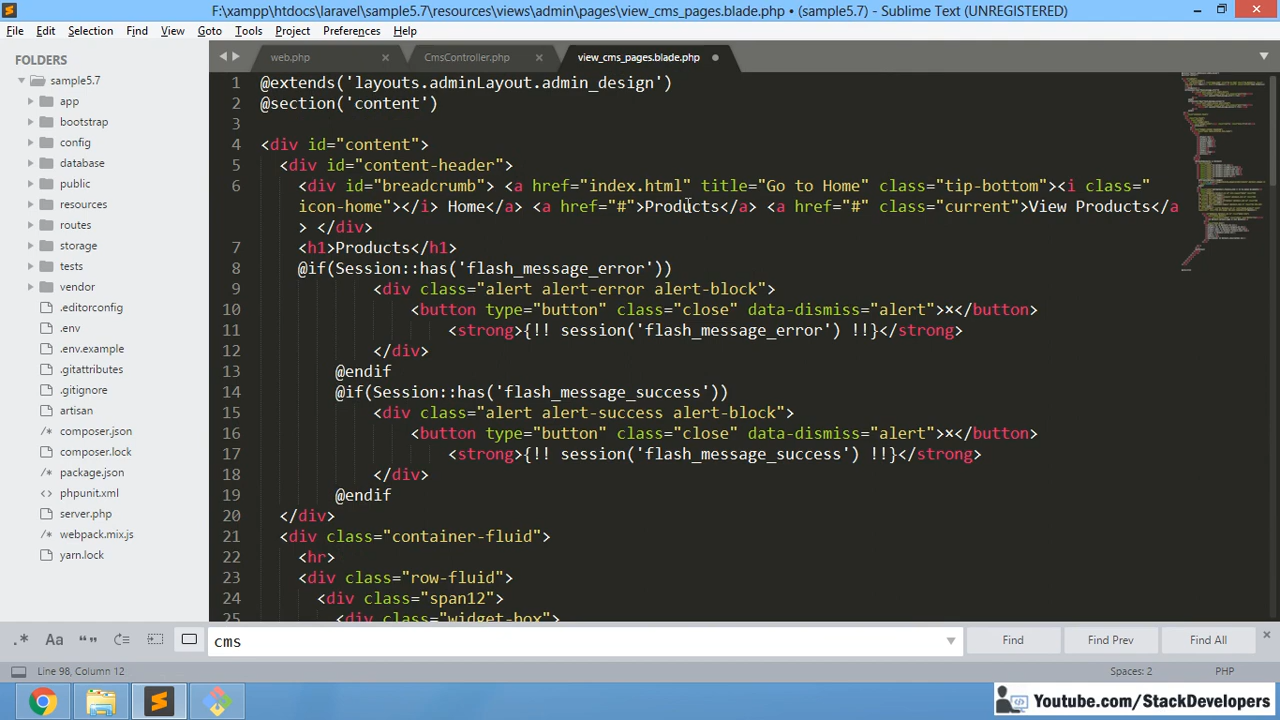 F:\xampp\htdocs\laravel\sample5.7\resources\views\admin\pages\view_cms_pages.blade.php • (sample5.7) - Sublime Text (UNREGISTERED)
File Edit Selection Find View Goto Tools Project Preferences Help
web.php CmsController.php view_cms_pages.blade.php
FOLDERS
sample5.7
app
bootstrap
config
database
public
resources
routes
storage
tests
vendor
.editorconfig
.env
.env.example
.gitattributes
.gitignore
artisan
composer.json
composer.lock
package.json
phpunit.xml
server.php
webpack.mix.js
yarn.lock
1 @extends('layouts.adminLayout.admin_design')
2 @section('content')
3
4 <div id="content">
5 <div id="content-header">
6 <div id="breadcrumb"> <a href="index.html" title="Go to Home" class="tip-bottom"><i class="
icon-home"></i> Home</a> <a href="#">Products</a> <a href="#" class="current">View Products</a
> </div>
7 <h1>Products</h1>
8 @if(Session::has('flash_message_error'))
9 <div class="alert alert-error alert-block">
10 <button type="button" class="close" data-dismiss="alert">×</button>
11 <strong>{!! session('flash_message_error') !!}</strong>
12 </div>
13 @endif
14 @if(Session::has('flash_message_success'))
15 <div class="alert alert-success alert-block">
16 <button type="button" class="close" data-dismiss="alert">×</button>
17 <strong>{!! session('flash_message_success') !!}</strong>
18 </div>
19 @endif
20 </div>
21 <div class="container-fluid">
22 <hr>
23 <div class="row-fluid">
24 <div class="span12">
25 <div class="widget-box">
.* Aa “” cms Find Find Prev Find All
Line 98, Column 12 Spaces: 2 PHP
Youtube.com/StackDevelopers